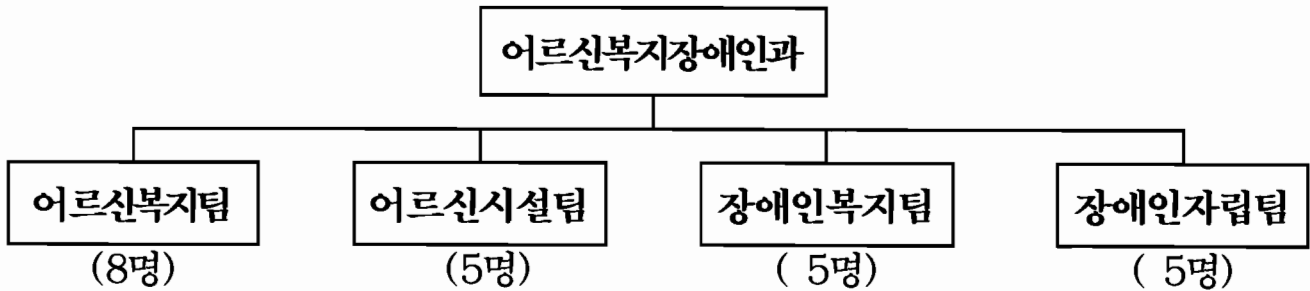 어르신복지장애인과
어르신복지팀 어르신시설팀 장애인복지팀 장애인자립팀
(8명) (5명) ( 5명) ( 5명)